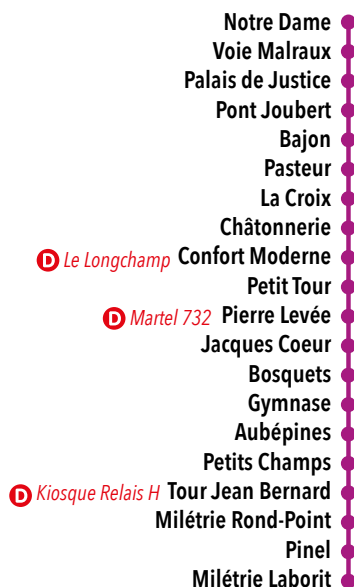 Notre Dame
Voie Malraux
Palais de Justice
Pont Joubert
Bajon
Pasteur
La Croix
Châtonnerie
D Le Longchamp Confort Moderne
Petit Tour
D Martel 732 Pierre Levée
Jacques Coeur
Bosquets
Gymnase
Aubépines
Petits Champs
D Kiosque Relais H Tour Jean Bernard
Milétrie Rond-Point
Pinel
Milétrie Laborit